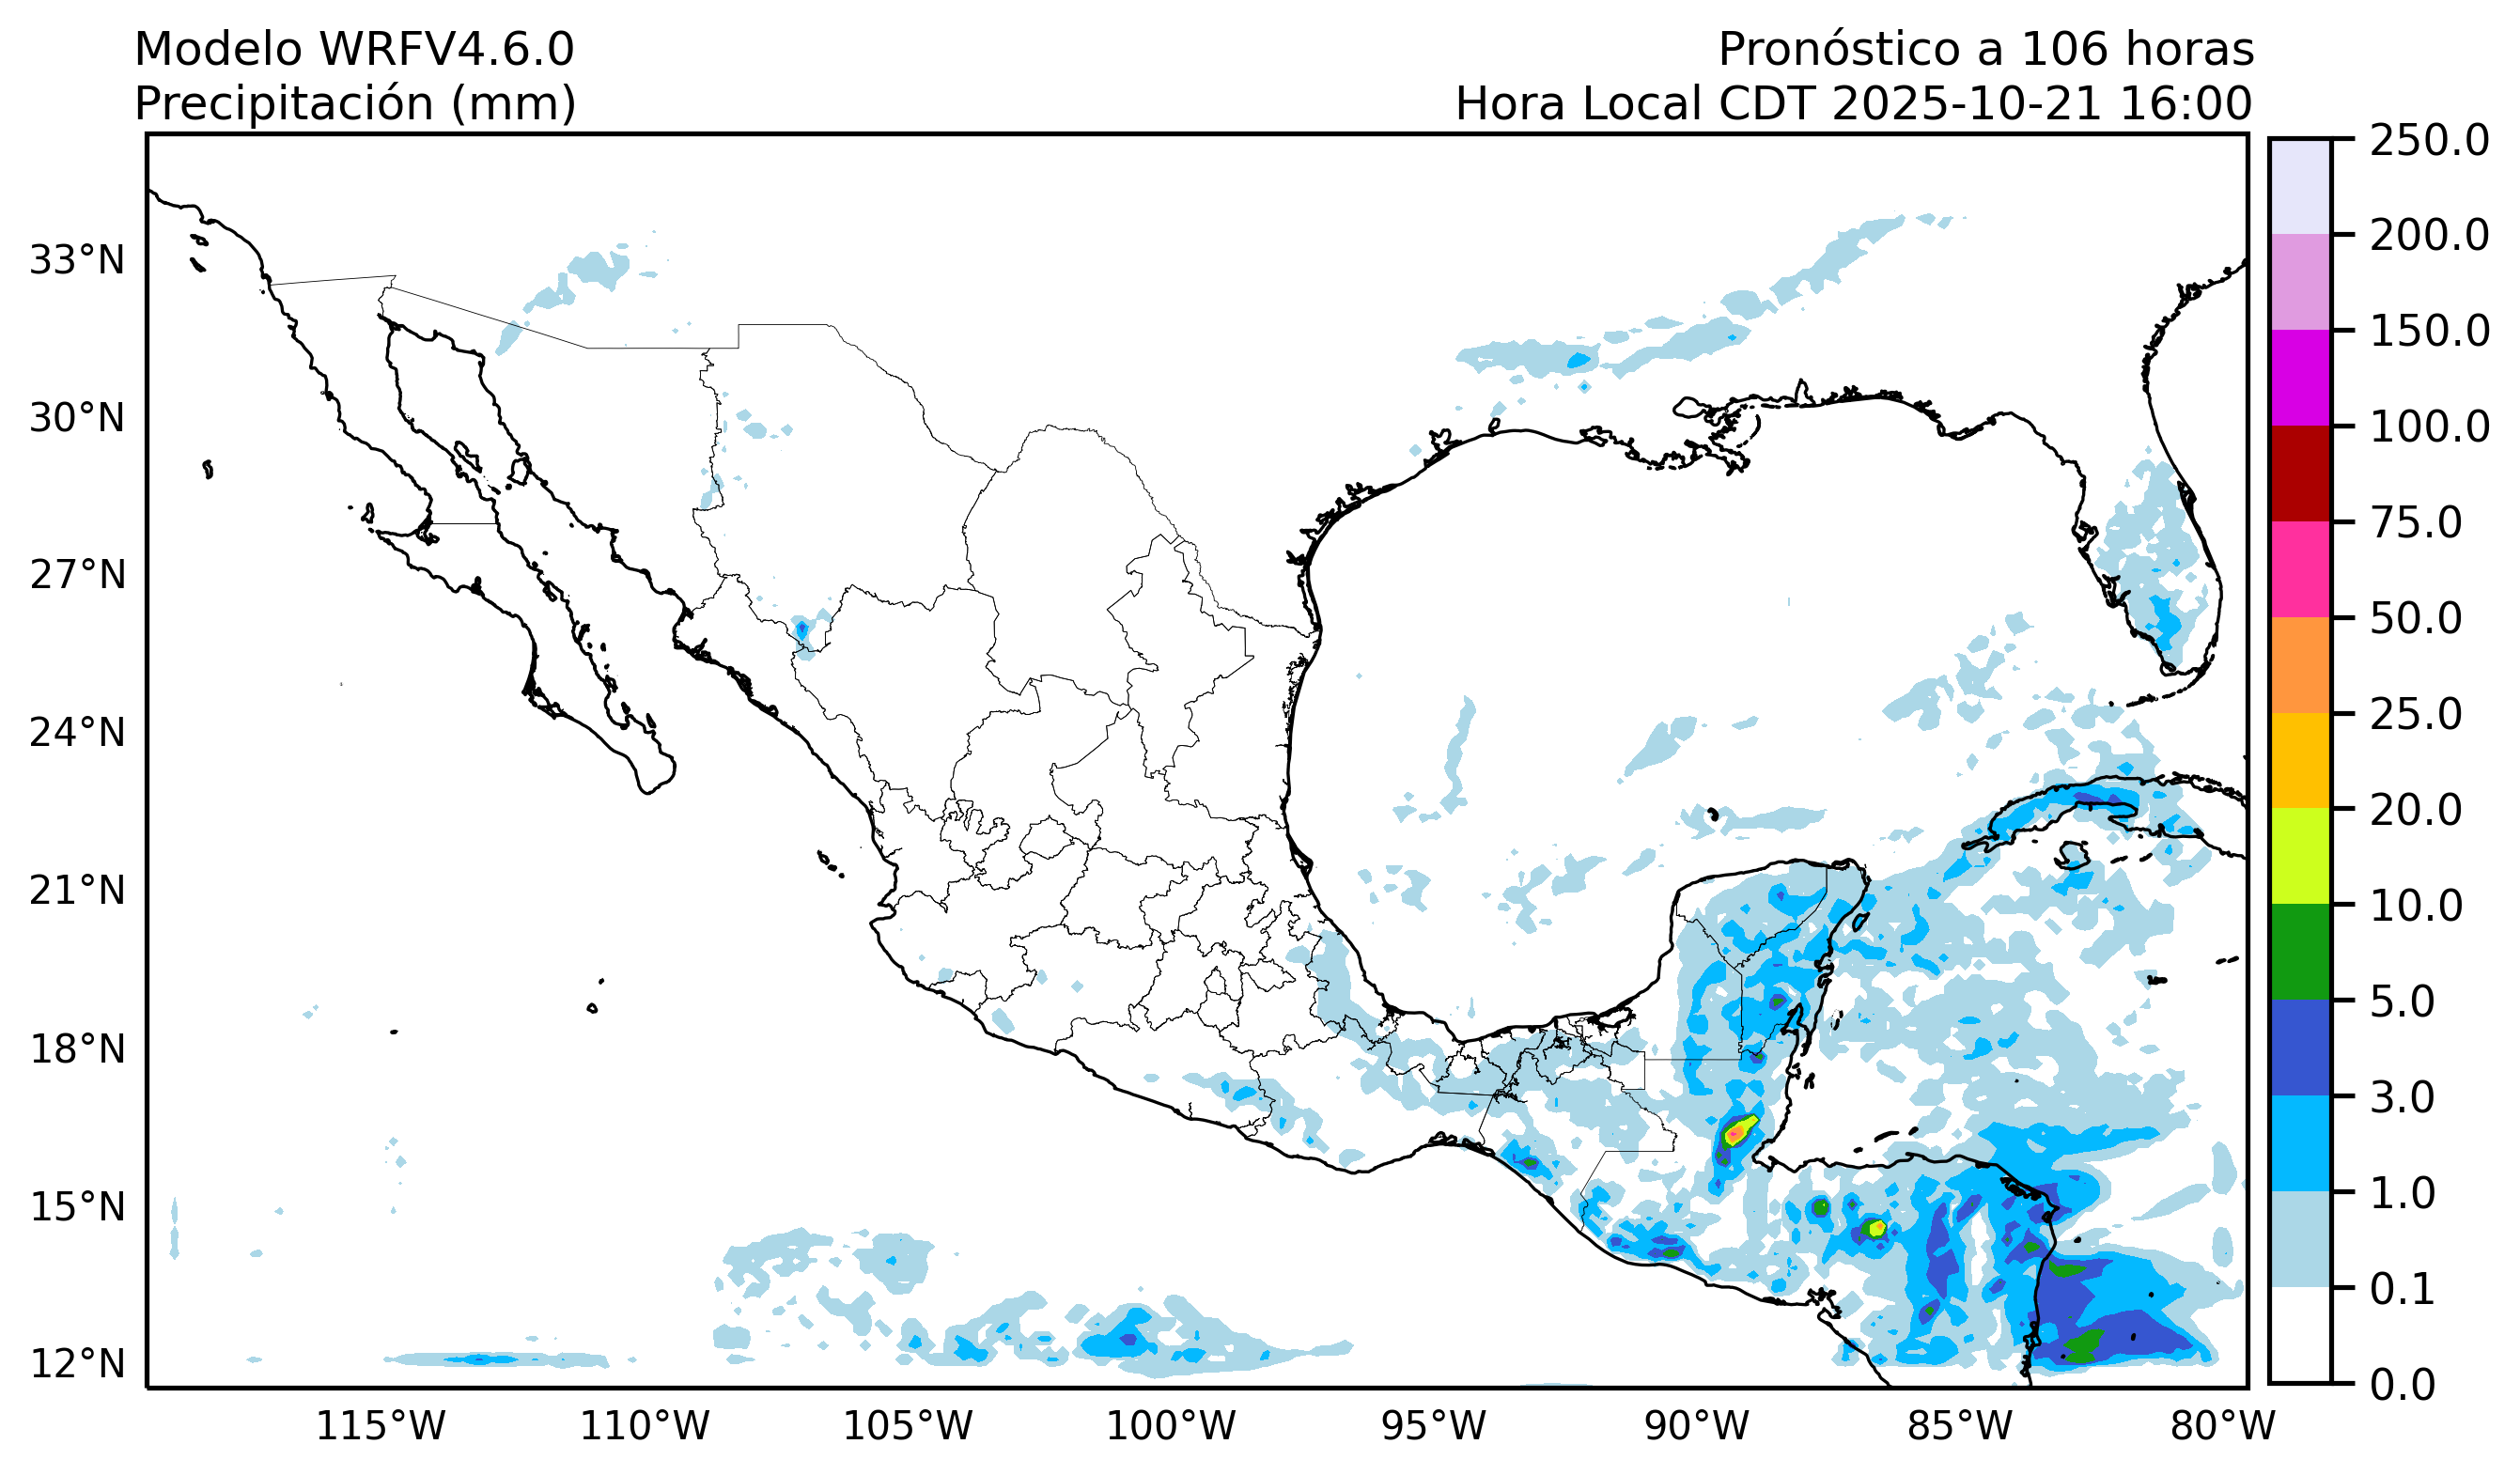 Modelo WRFV4.6.0
Precipitación (mm)
Pronóstico a 106 horas
Hora Local CDT 2025-10-21 16:00
33°N
30°N
27°N
24°N
21°N
18°N
15°N
12°N
115°W
110°W
105°W
100°W
95°W
90°W
85°W
80°W
250.0
200.0
150.0
100.0
75.0
50.0
25.0
20.0
10.0
5.0
3.0
1.0
0.1
0.0